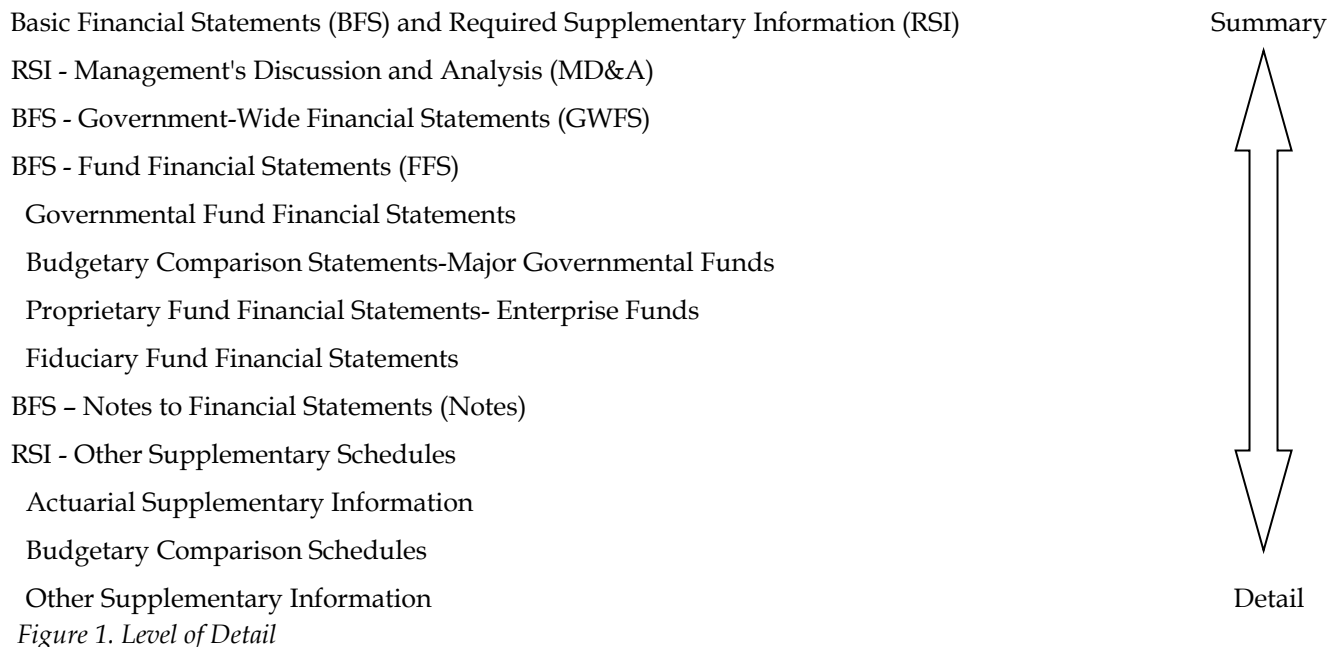 Basic Financial Statements (BFS) and Required Supplementary Information (RSI) Summary
RSI - Management's Discussion and Analysis (MD&A)
BFS - Government-Wide Financial Statements (GWFS)
BFS - Fund Financial Statements (FFS)
Governmental Fund Financial Statements
Budgetary Comparison Statements-Major Governmental Funds
Proprietary Fund Financial Statements- Enterprise Funds
Fiduciary Fund Financial Statements
BFS – Notes to Financial Statements (Notes)
RSI - Other Supplementary Schedules
Actuarial Supplementary Information
Budgetary Comparison Schedules
Other Supplementary Information Detail
Figure 1. Level of Detail